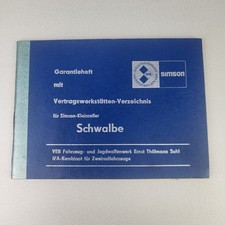 SIMSON
Garantieheft
mit
Vertragswerkstätten-Verzeichnis
für Simson-Kleinroller
Schwalbe
VEB Fahrzeug- und Jagdwaffenwerk Ernst Thälmann Suhl
IFA-Kombinat für Zweiradfahrzeuge